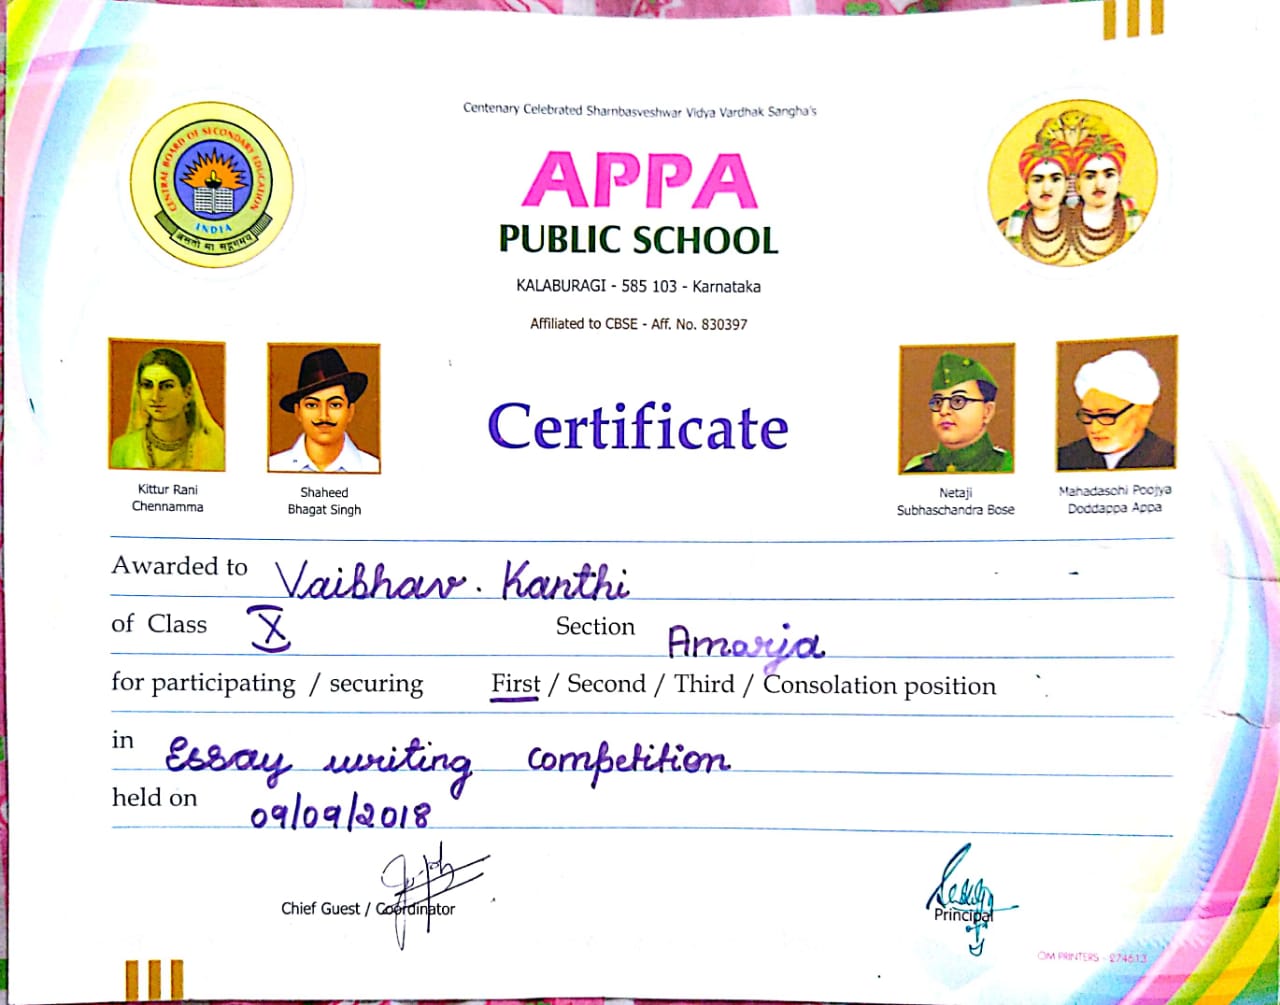 Centenary Celebrated Sharnbasveshwar Vidya Vardhak Sangha's
CENTRAL BOARD OF SECONDARY EDUCATION
INDIA
असतो मा सद्गमय
APPA
PUBLIC SCHOOL
KALABURAGI - 585 103 - Karnataka
Affiliated to CBSE - Aff. No. 830397
Certificate
Kittur Rani
Chennamma
Shaheed
Bhagat Singh
Netaji
Subhaschandra Bose
Mahadasohi Poojya
Doddappa Appa
Awarded to Vaibhav. Kanthi
of Class X Section Amarja
for participating / securing First / Second / Third / Consolation position
in Essay writing competition
held on 09/09/2018
Chief Guest / Coordinator
Principal
OM PRINTERS - 274613